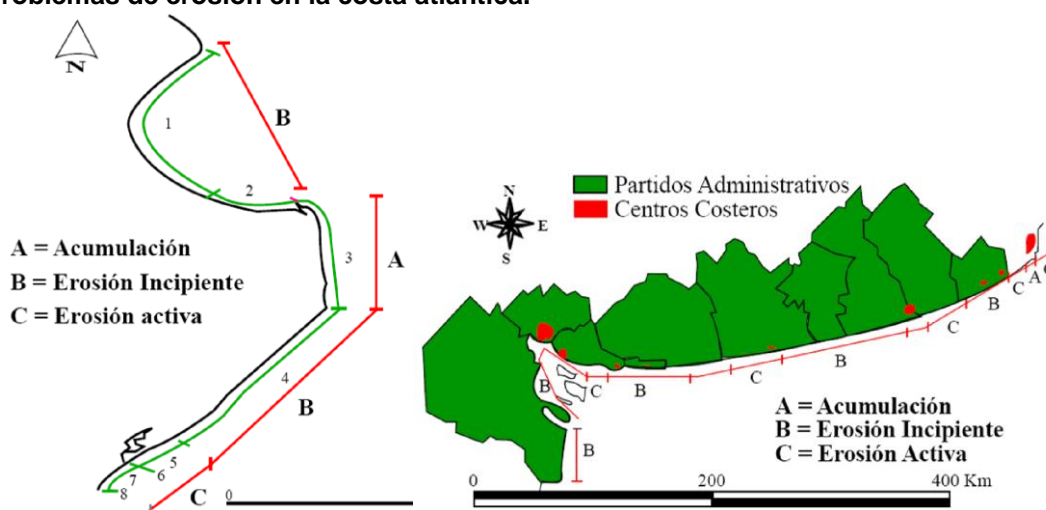 roblemas de erosión en la costa atlántica.
N
1
B
2
A = Acumulación
B = Erosión Incipiente
C = Erosión activa
3
A
4
B
5
6
7
8
C
0
Partidos Administrativos
Centros Costeros
N
W E
S
A
C
B
C
B
C
B
C
B
B
A = Acumulación
B = Erosión Incipiente
C = Erosión Activa
0 200 400 Km